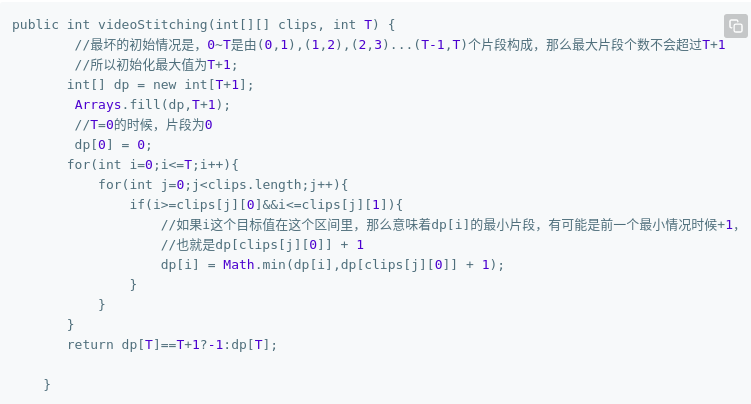 public int videoStitching(int[][] clips, int T) {
        //最坏的初始情况是，0~T是由(0,1),(1,2),(2,3)...(T-1,T)个片段构成，那么最大片段个数不会超过T+1
        //所以初始化最大值为T+1;
       int[] dp = new int[T+1];
        Arrays.fill(dp,T+1);
        //T=0的时候，片段为0
        dp[0] = 0;
       for(int i=0;i<=T;i++){
           for(int j=0;j<clips.length;j++){
               if(i>=clips[j][0]&&i<=clips[j][1]){
                   //如果i这个目标值在这个区间里，那么意味着dp[i]的最小片段，有可能是前一个最小情况时候+1，
                   //也就是dp[clips[j][0]] + 1
                   dp[i] = Math.min(dp[i],dp[clips[j][0]] + 1);
               }
           }
       }
       return dp[T]==T+1?-1:dp[T];
    }